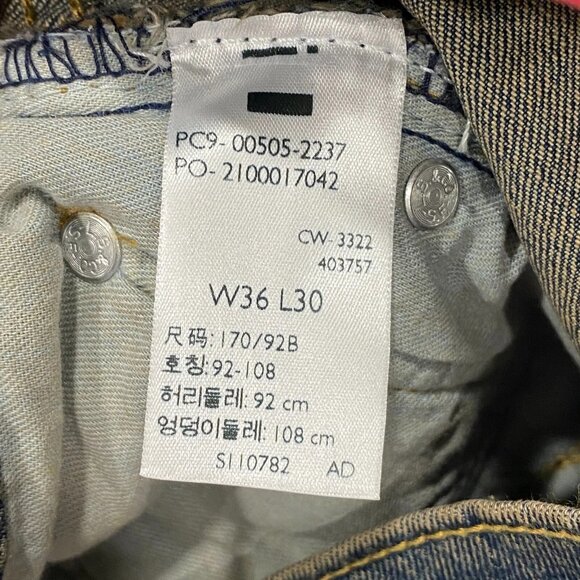 PC9- 00505-2237
PO- 2100017042
CW- 3322
403757
W36 L30
尺码: 170/92B
호칭: 92-108
허리둘레: 92 cm
엉덩이둘레: 108 cm
S110782 AD